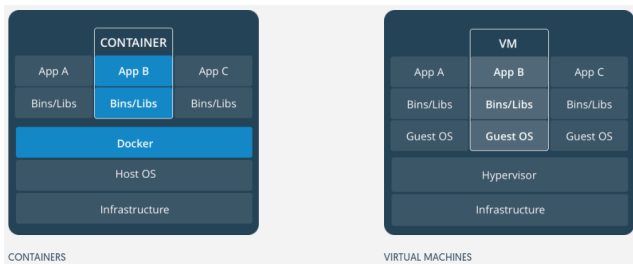 CONTAINER
App A App B App C
Bins/Libs Bins/Libs Bins/Libs
Docker
Host OS
Infrastructure
CONTAINERS
VM
App A App B App C
Bins/Libs Bins/Libs Bins/Libs
Guest OS Guest OS Guest OS
Hypervisor
Infrastructure
VIRTUAL MACHINES